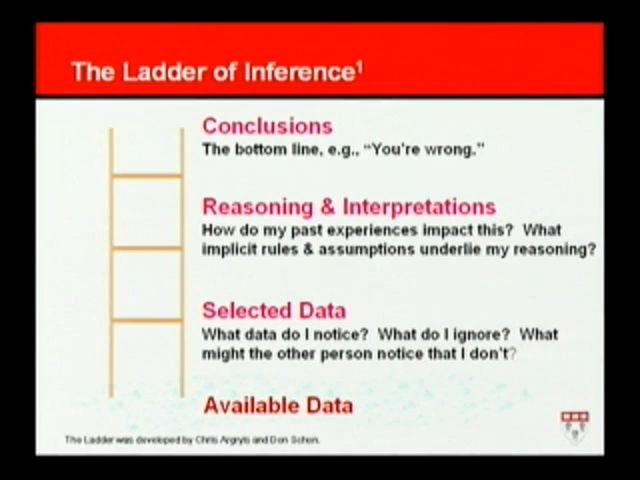 The Ladder of Inference¹
Conclusions
The bottom line, e.g., “You're wrong.”
Reasoning & Interpretations
How do my past experiences impact this? What
implicit rules & assumptions underlie my reasoning?
Selected Data
What data do I notice? What do I ignore? What
might the other person notice that I don't?
Available Data
The Ladder was developed by Chris Argryis and Don Schon.